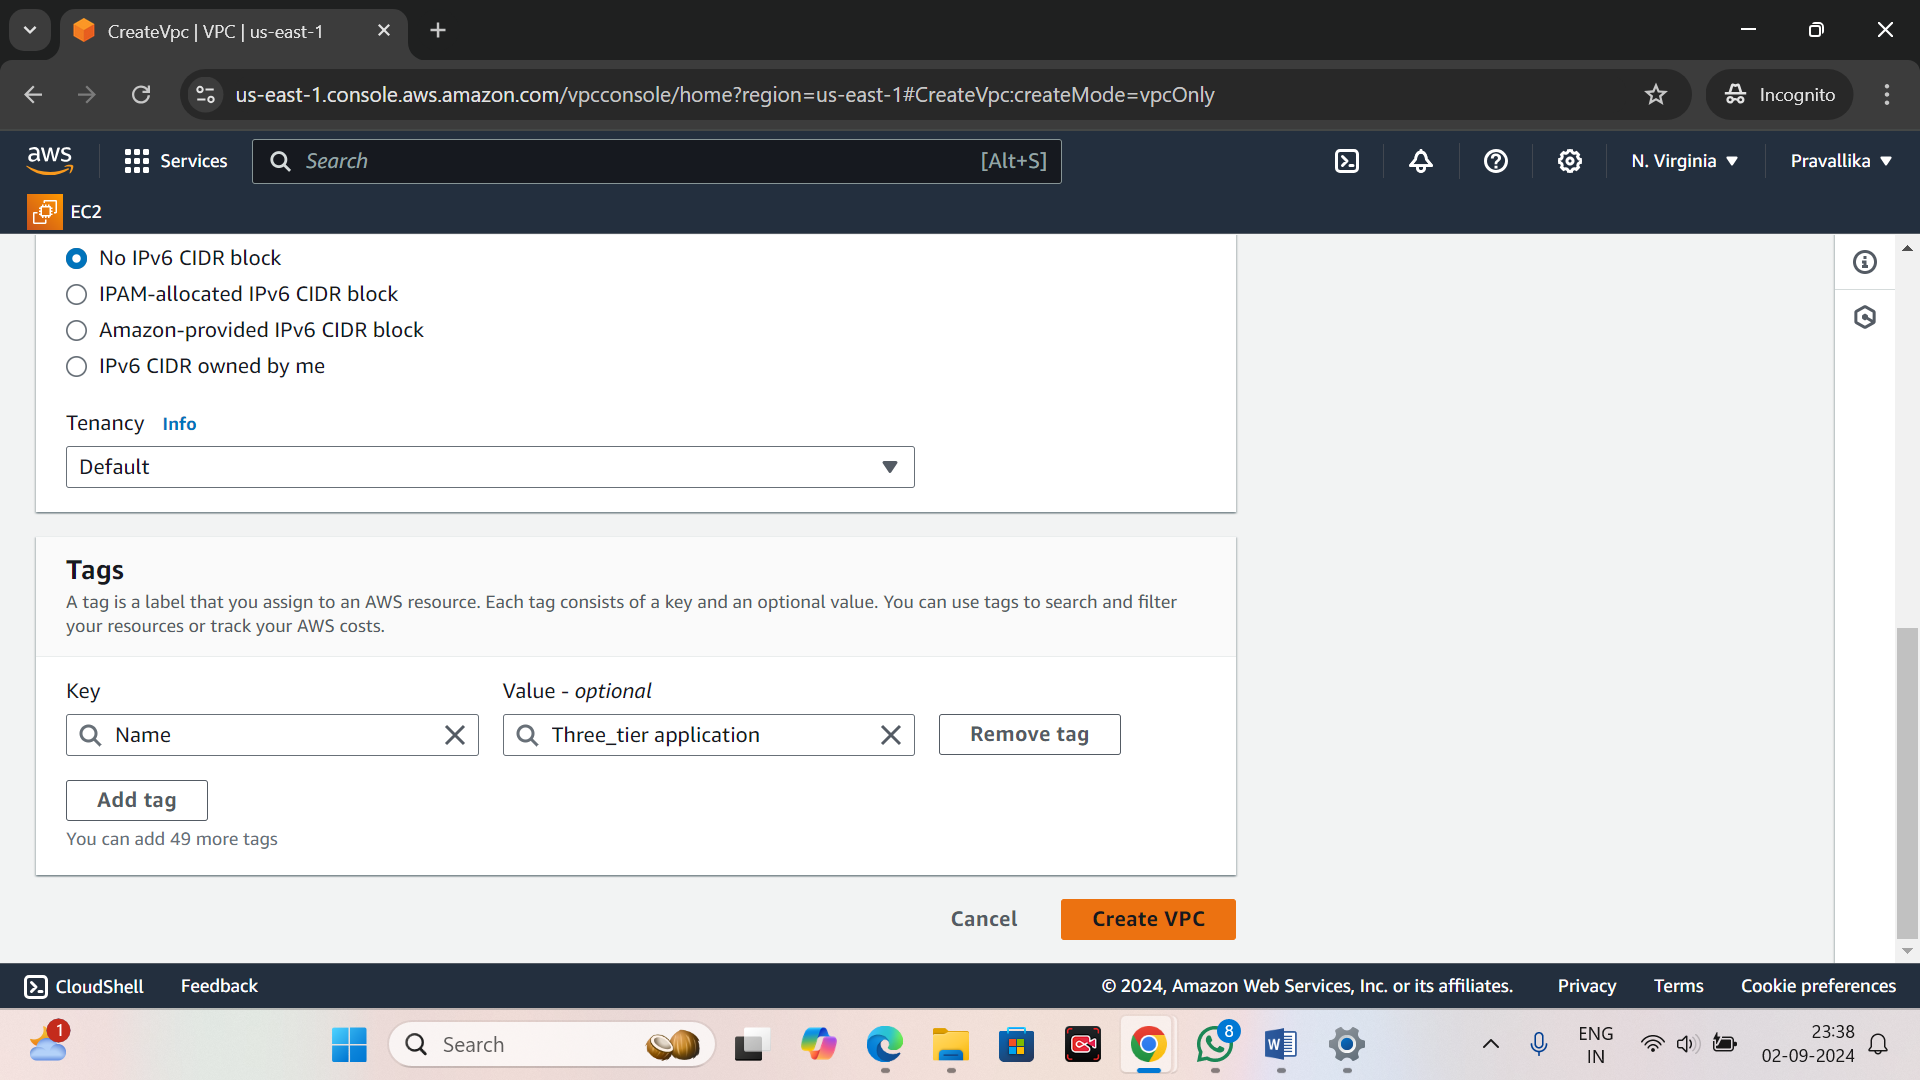 CreateVpc | VPC | us-east-1
us-east-1.console.aws.amazon.com/vpcconsole/home?region=us-east-1#CreateVpc:createMode=vpcOnly
Incognito
aws
Services
Search
[Alt+S]
N. Virginia
Pravallika
EC2
No IPv6 CIDR block
IPAM-allocated IPv6 CIDR block
Amazon-provided IPv6 CIDR block
IPv6 CIDR owned by me
Tenancy Info
Default
Tags
A tag is a label that you assign to an AWS resource. Each tag consists of a key and an optional value. You can use tags to search and filter
your resources or track your AWS costs.
Key
Value - optional
Name
Three_tier application
Remove tag
Add tag
You can add 49 more tags
Cancel
Create VPC
CloudShell
Feedback
© 2024, Amazon Web Services, Inc. or its affiliates.
Privacy
Terms
Cookie preferences
1
Search
8
W
ENG
IN
23:38
02-09-2024